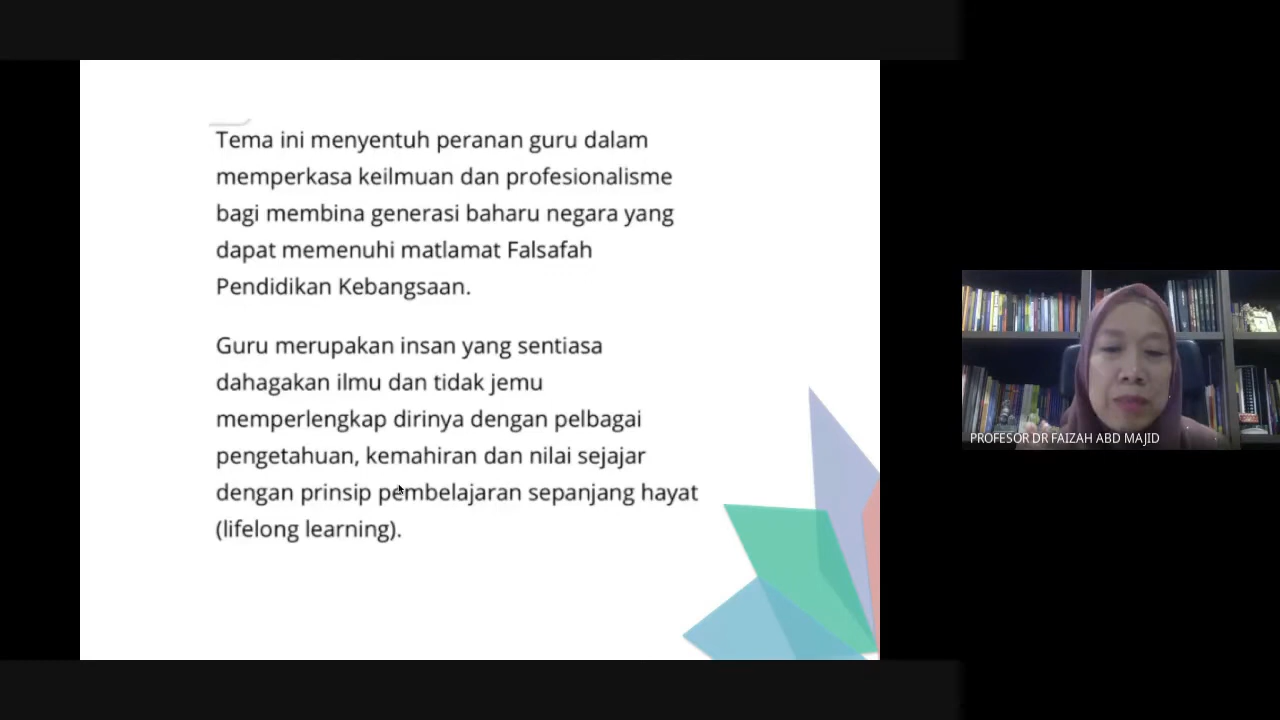 Tema ini menyentuh peranan guru dalam
memperkasa keilmuan dan profesionalisme
bagi membina generasi baharu negara yang
dapat memenuhi matlamat Falsafah
Pendidikan Kebangsaan.
Guru merupakan insan yang sentiasa
dahagakan ilmu dan tidak jemu
memperlengkap dirinya dengan pelbagai
pengetahuan, kemahiran dan nilai sejajar
dengan prinsip pembelajaran sepanjang hayat
(lifelong learning).
PROFESOR DR FAIZAH ABD MAJID